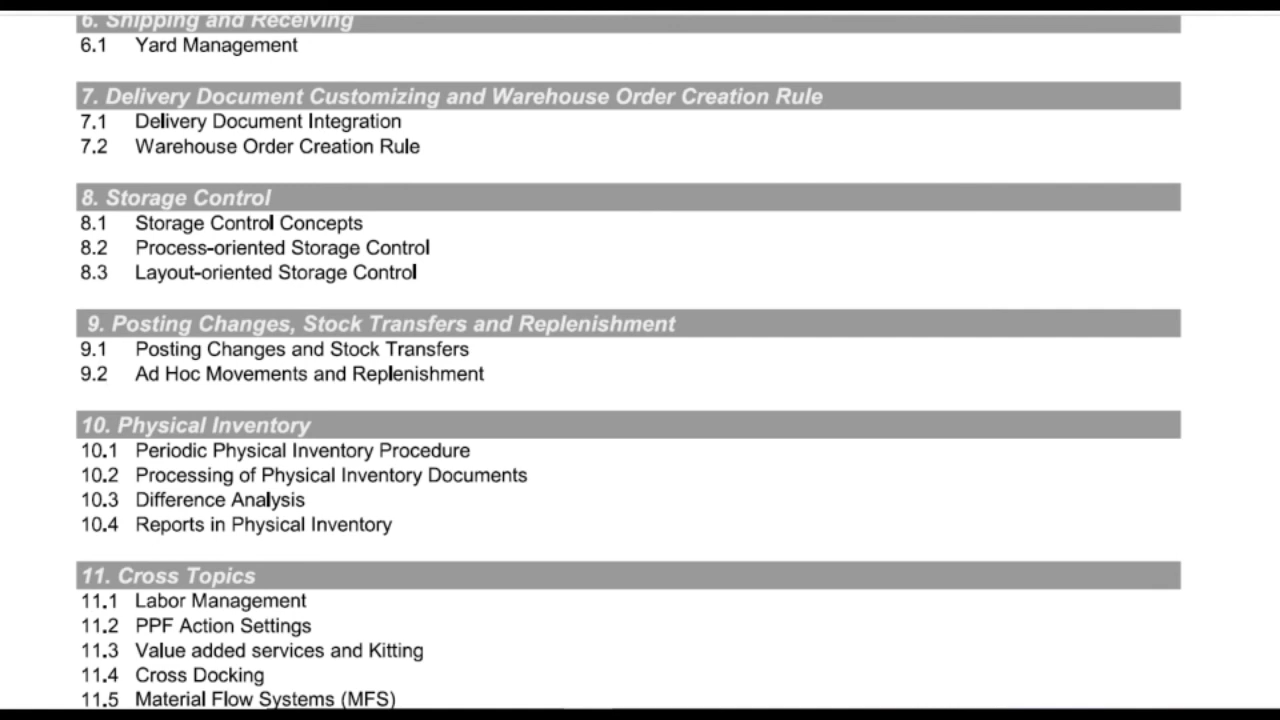 6. Shipping and Receiving
6.1 Yard Management
7. Delivery Document Customizing and Warehouse Order Creation Rule
7.1 Delivery Document Integration
7.2 Warehouse Order Creation Rule
8. Storage Control
8.1 Storage Control Concepts
8.2 Process-oriented Storage Control
8.3 Layout-oriented Storage Control
9. Posting Changes, Stock Transfers and Replenishment
9.1 Posting Changes and Stock Transfers
9.2 Ad Hoc Movements and Replenishment
10. Physical Inventory
10.1 Periodic Physical Inventory Procedure
10.2 Processing of Physical Inventory Documents
10.3 Difference Analysis
10.4 Reports in Physical Inventory
11. Cross Topics
11.1 Labor Management
11.2 PPF Action Settings
11.3 Value added services and Kitting
11.4 Cross Docking
11.5 Material Flow Systems (MFS)